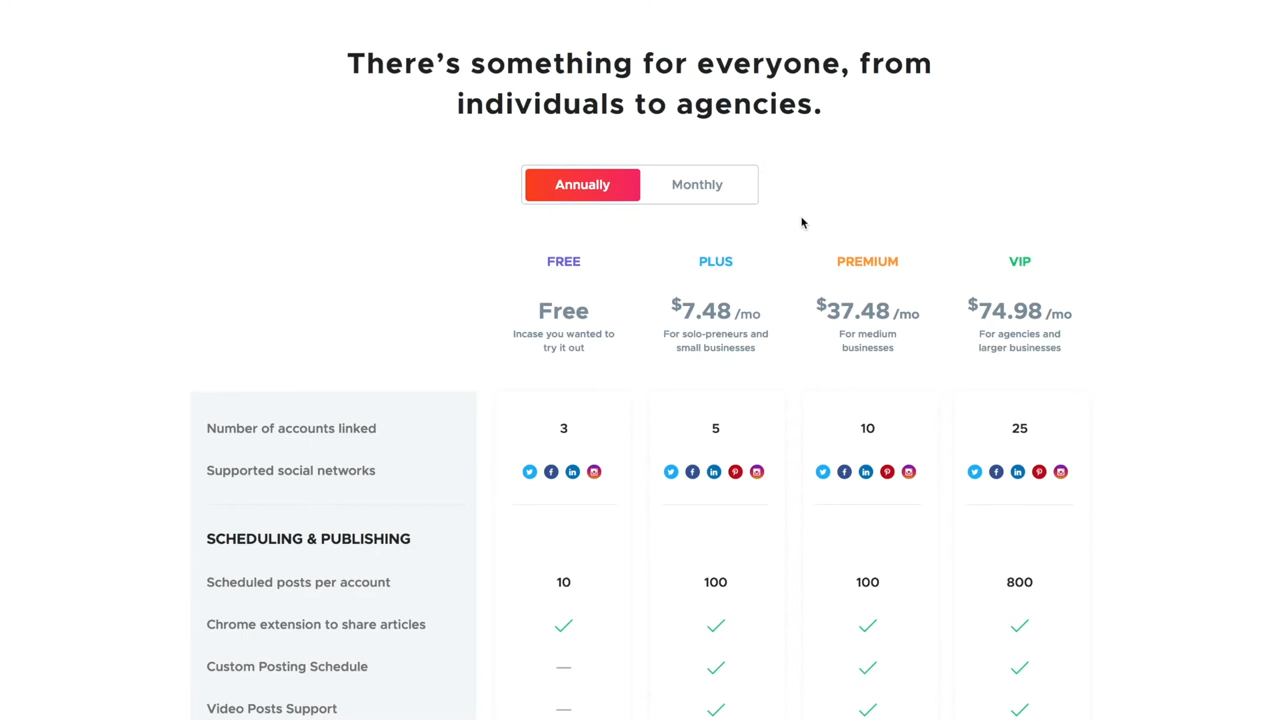 There's something for everyone, from
individuals to agencies.
Annually Monthly
FREE PLUS PREMIUM VIP
Free $7.48 /mo $37.48 /mo $74.98 /mo
Incase you wanted to For solo-preneurs and For medium For agencies and
try it out small businesses businesses larger businesses
Number of accounts linked 3 5 10 25
Supported social networks
SCHEDULING & PUBLISHING
Scheduled posts per account 10 100 100 800
Chrome extension to share articles
Custom Posting Schedule —
Video Posts Support —